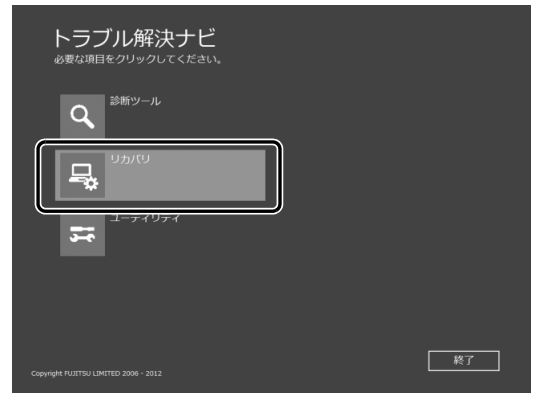 トラブル解決ナビ
必要な項目をクリックしてください。
診断ツール
リカバリ
ユーティリティ
終了
Copyright FUJITSU LIMITED 2006 - 2012